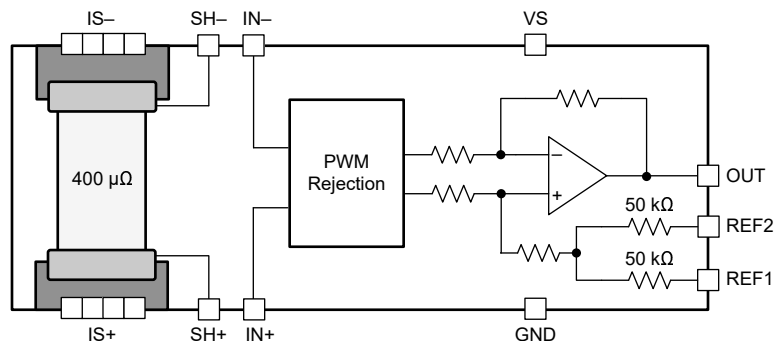 IS–
SH–
IN–
VS
400 µΩ
PWM
Rejection
–
+
OUT
50 kΩ
REF2
50 kΩ
REF1
IS+
SH+
IN+
GND